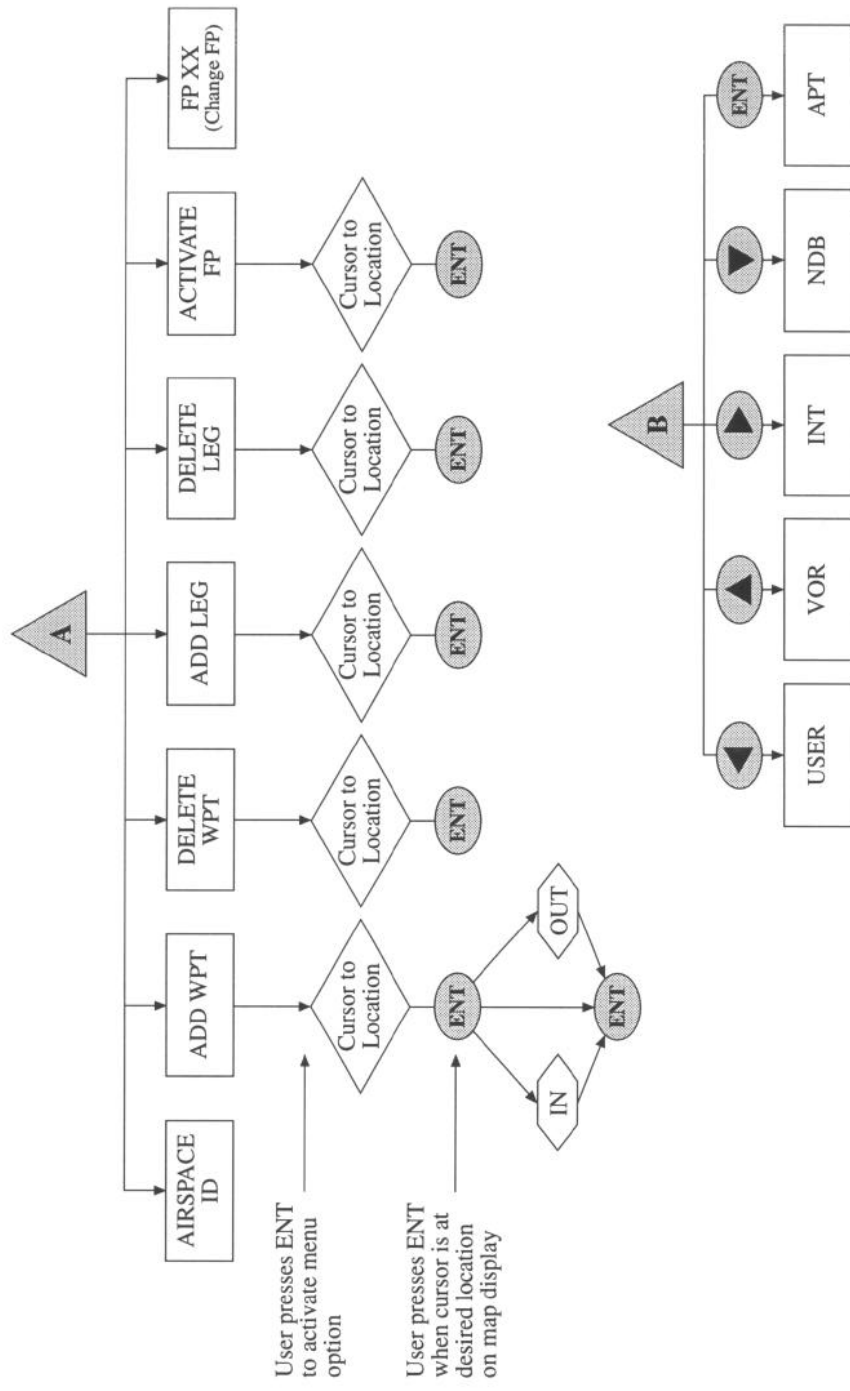 A
AIRSPACE
ID
ADD WPT
DELETE
WPT
ADD LEG
DELETE
LEG
ACTIVATE
FP
FP XX
(Change FP)
User presses ENT
to activate menu
option
Cursor to
Location
Cursor to
Location
Cursor to
Location
Cursor to
Location
Cursor to
Location
User presses ENT
when cursor is at
desired location
on map display
ENT
ENT
ENT
ENT
ENT
IN
OUT
ENT
B
ENT
USER
VOR
INT
NDB
APT